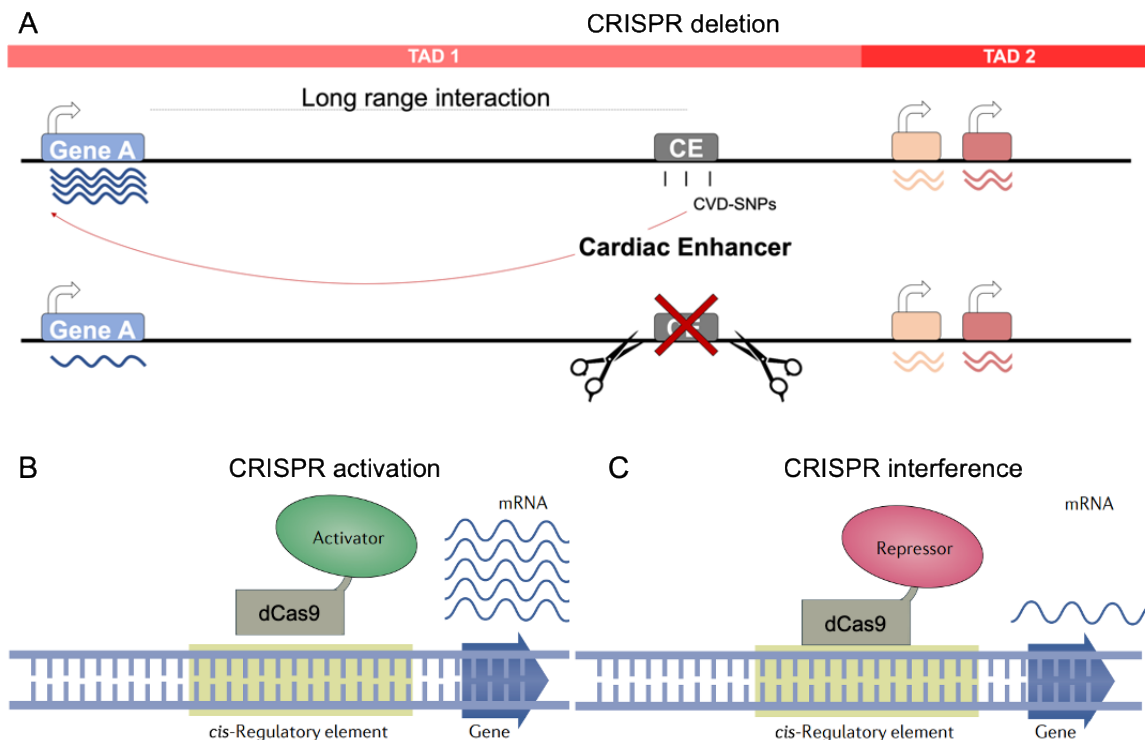 A
CRISPR deletion
TAD 1
TAD 2
Long range interaction
Gene A
CE
CVD-SNPs
Cardiac Enhancer
Gene A
B
CRISPR activation
mRNA
Activator
dCas9
cis-Regulatory element
Gene
C
CRISPR interference
mRNA
Repressor
dCas9
cis-Regulatory element
Gene